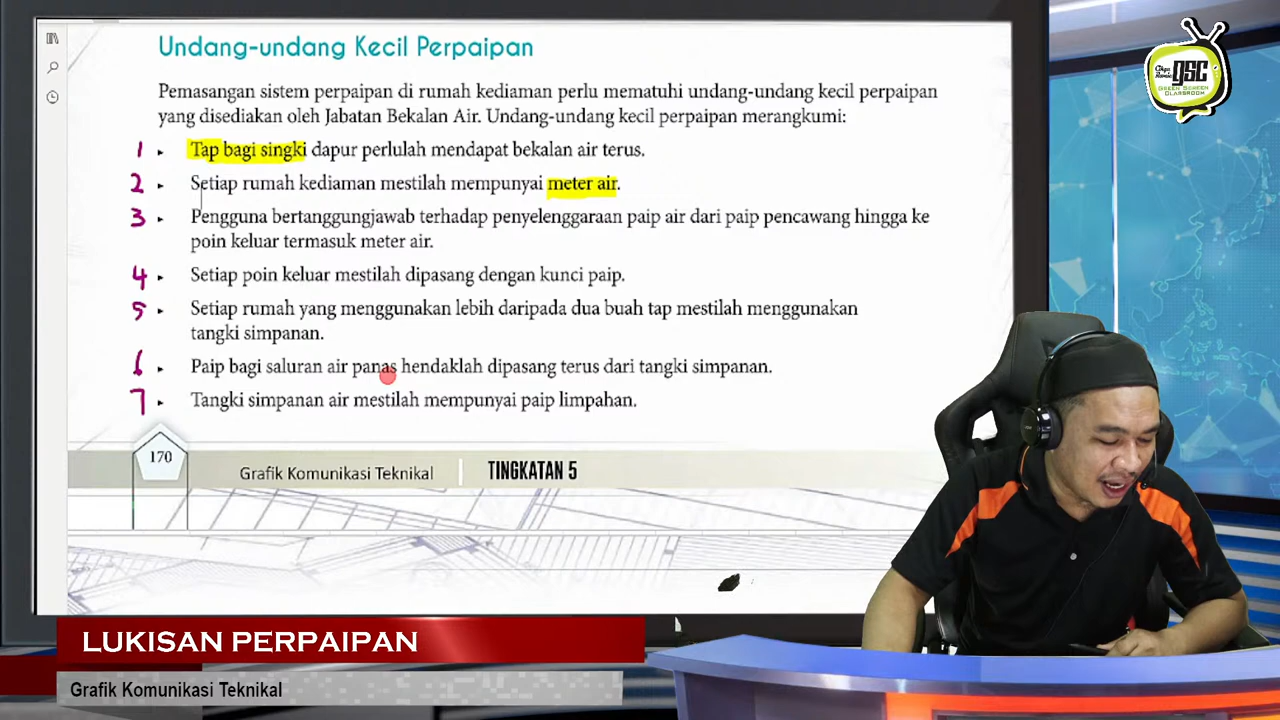 Undang-undang Kecil Perpaipan
Pemasangan sistem perpaipan di rumah kediaman perlu mematuhi undang-undang kecil perpaipan
yang disediakan oleh Jabatan Bekalan Air. Undang-undang kecil perpaipan merangkumi:
1 ▸ Tap bagi singki dapur perlulah mendapat bekalan air terus.
2 ▸ Setiap rumah kediaman mestilah mempunyai meter air.
3 ▸ Pengguna bertanggungjawab terhadap penyelenggaraan paip air dari paip pencawang hingga ke
poin keluar termasuk meter air.
4 ▸ Setiap poin keluar mestilah dipasang dengan kunci paip.
5 ▸ Setiap rumah yang menggunakan lebih daripada dua buah tap mestilah menggunakan
tangki simpanan.
6 ▸ Paip bagi saluran air panas hendaklah dipasang terus dari tangki simpanan.
7 ▸ Tangki simpanan air mestilah mempunyai paip limpahan.
170
Grafik Komunikasi Teknikal | TINGKATAN 5
GSC
GREEN SCREEN
CLASSROOM
LUKISAN PERPAIPAN
Grafik Komunikasi Teknikal